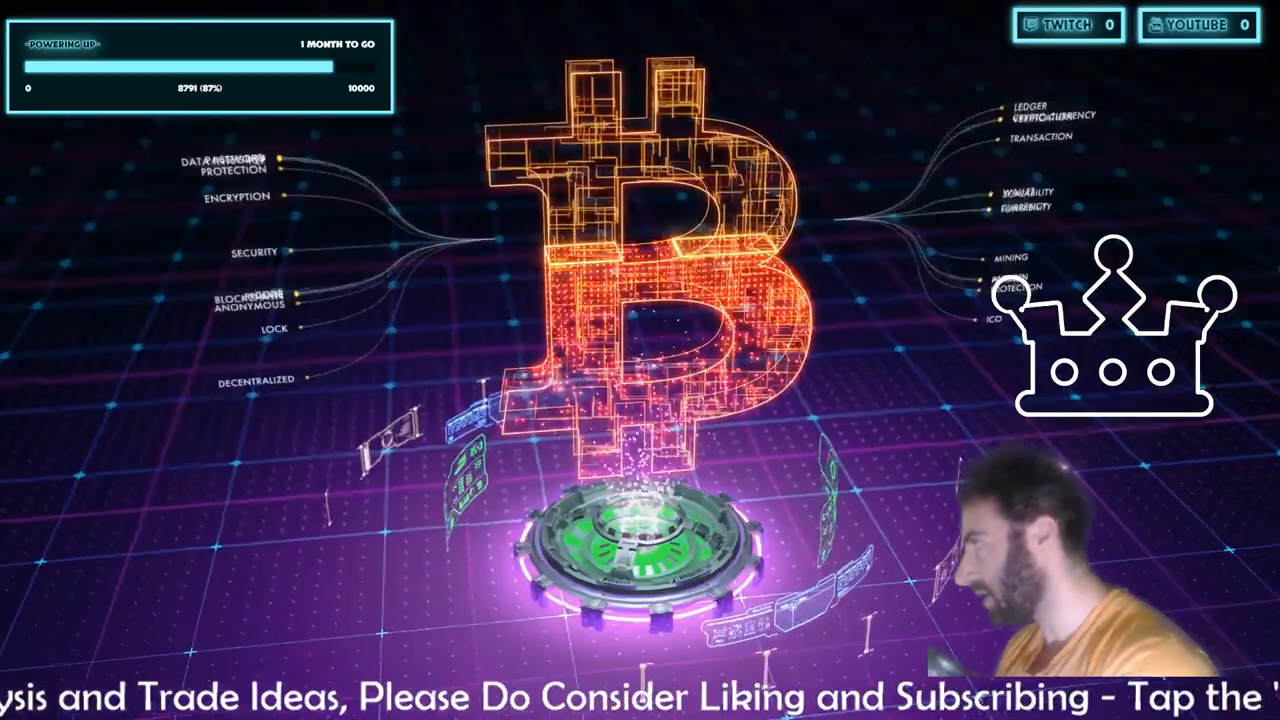 -POWERING UP-
1 MONTH TO GO
0
8791 (87%)
10000
TWITCH 0
YOUTUBE 0
PROTECTION
ENCRYPTION
SECURITY
ANONYMOUS
LOCK
DECENTRALIZED
LEDGER
TRANSACTION
MINING
ICO
ysis and Trade Ideas, Please Do Consider Liking and Subscribing - Tap the '